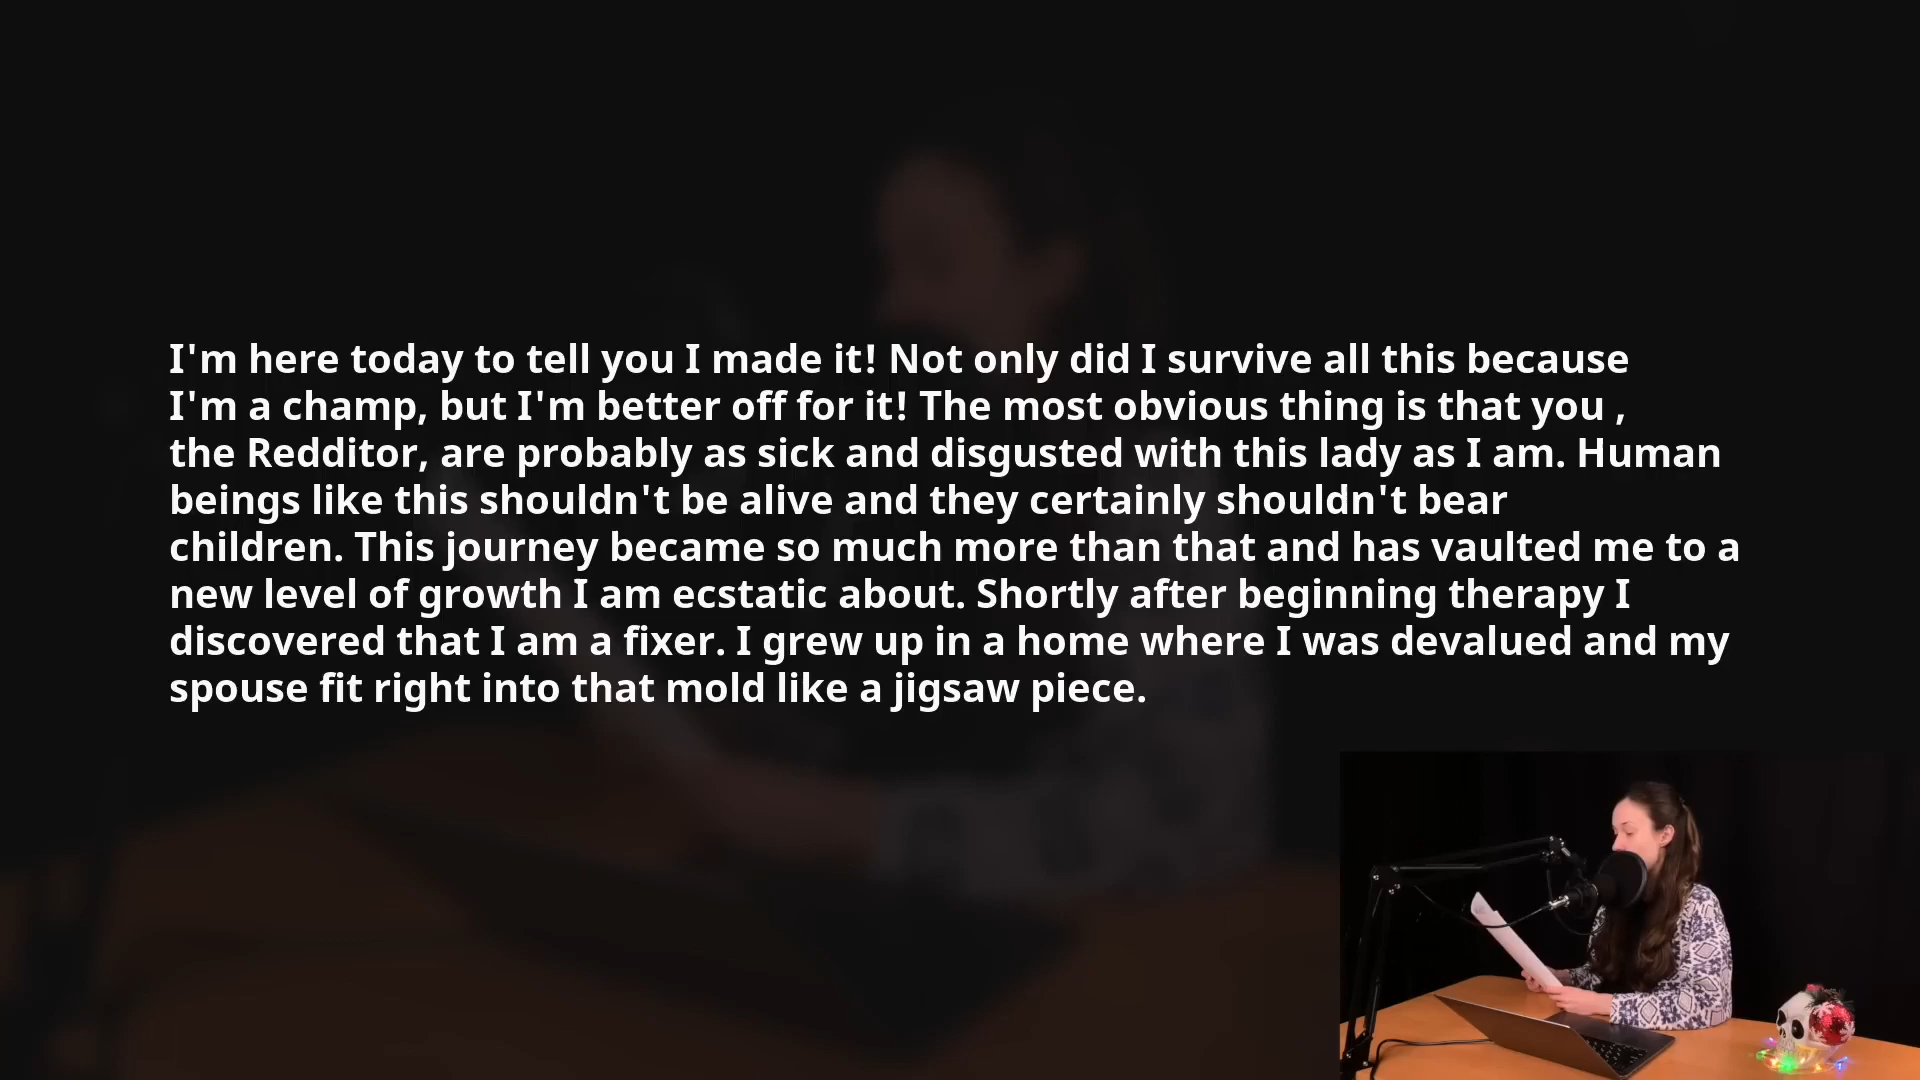 I'm here today to tell you I made it! Not only did I survive all this because
I'm a champ, but I'm better off for it! The most obvious thing is that you ,
the Redditor, are probably as sick and disgusted with this lady as I am. Human
beings like this shouldn't be alive and they certainly shouldn't bear
children. This journey became so much more than that and has vaulted me to a
new level of growth I am ecstatic about. Shortly after beginning therapy I
discovered that I am a fixer. I grew up in a home where I was devalued and my
spouse fit right into that mold like a jigsaw piece.